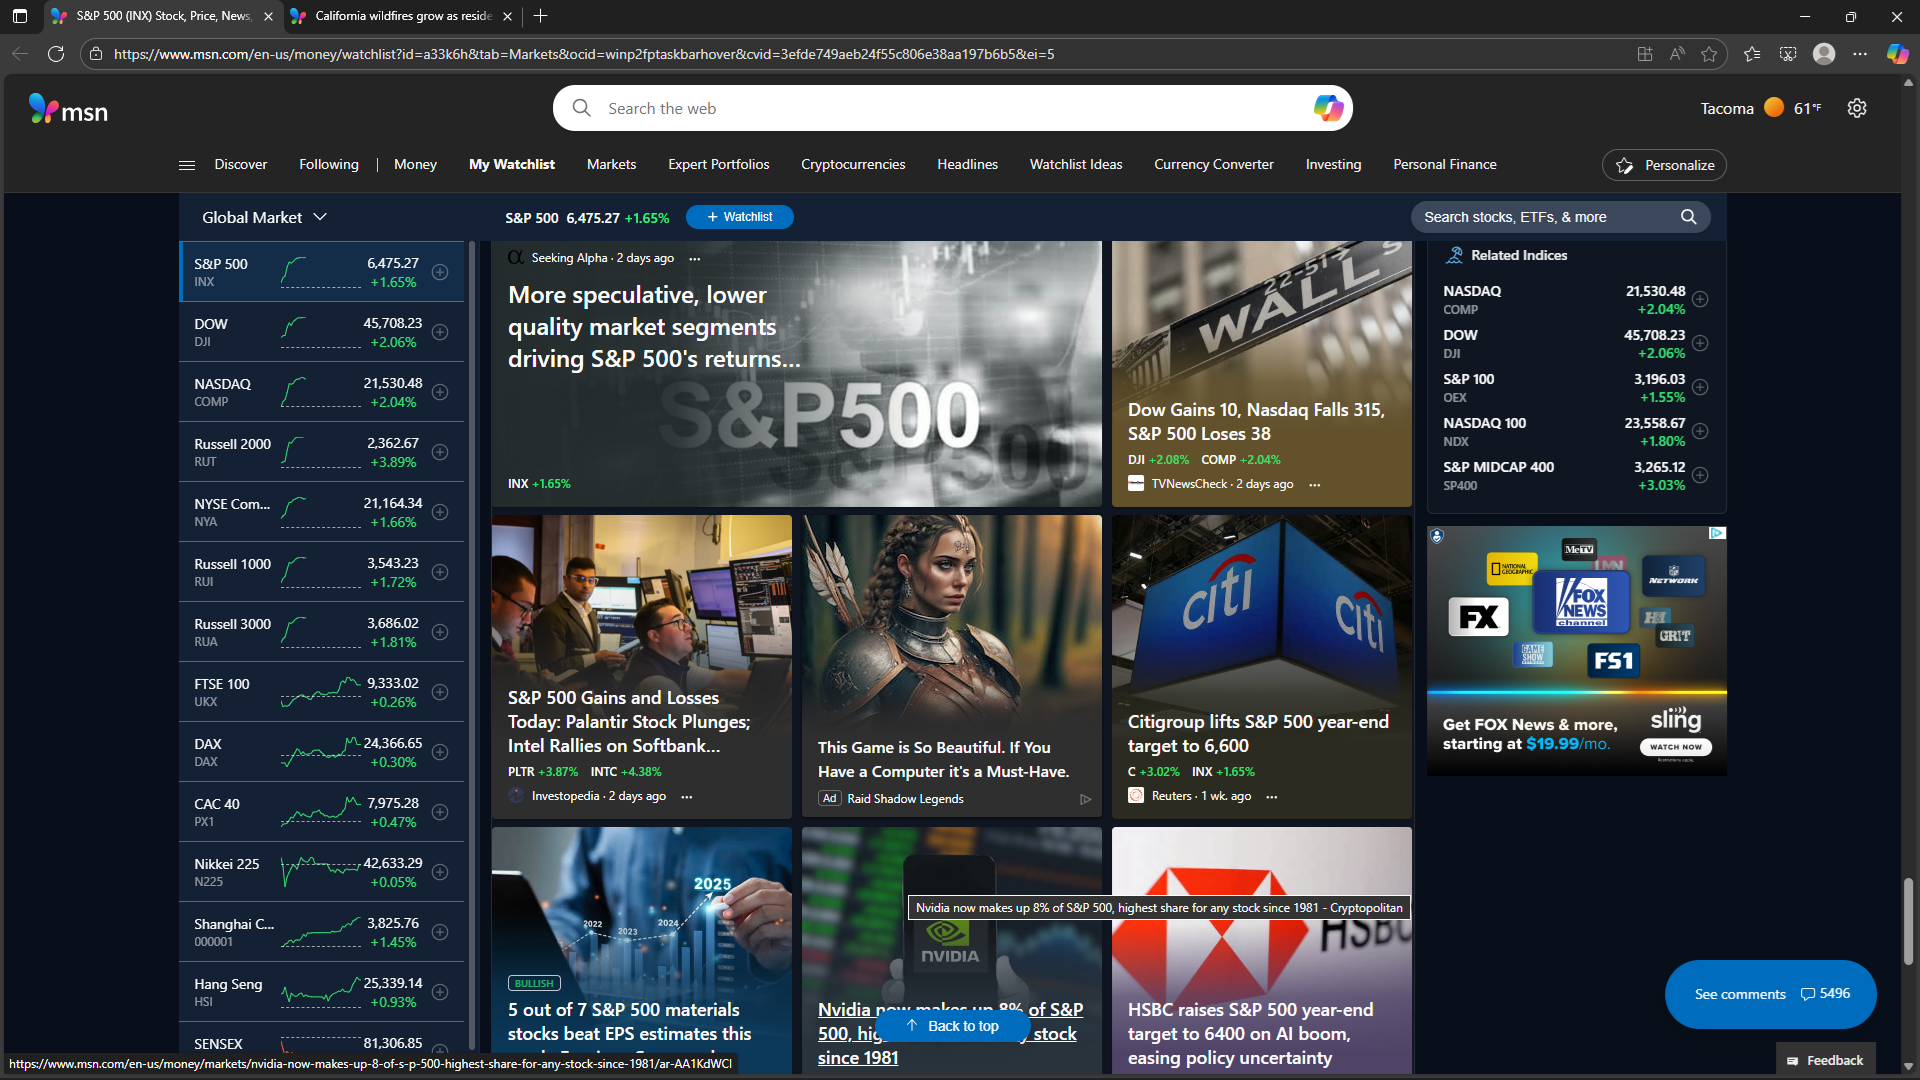 S&P 500 (INX) Stock, Price, News,
California wildfires grow as reside
https://www.msn.com/en-us/money/watchlist?id=a33k6h&tab=Markets&ocid=winp2fptaskbarhover&cvid=3efde749aeb24f55c806e38aa197b6b5&ei=5
msn
Search the web
Tacoma 61°F
Discover
Following
Money
My Watchlist
Markets
Expert Portfolios
Cryptocurrencies
Headlines
Watchlist Ideas
Currency Converter
Investing
Personal Finance
Personalize
Global Market
S&P 500 6,475.27 +1.65%
+ Watchlist
Search stocks, ETFs, & more
S&P 500 6,475.27
INX +1.65%
DOW 45,708.23
DJI +2.06%
NASDAQ 21,530.48
COMP +2.04%
Russell 2000 2,362.67
RUT +3.89%
NYSE Com... 21,164.34
NYA +1.66%
Russell 1000 3,543.23
RUI +1.72%
Russell 3000 3,686.02
RUA +1.81%
FTSE 100 9,333.02
UKX +0.26%
DAX 24,366.65
DAX +0.30%
CAC 40 7,975.28
PX1 +0.47%
Nikkei 225 42,633.29
N225 +0.05%
Shanghai C... 3,825.76
000001 +1.45%
Hang Seng 25,339.14
HSI +0.93%
SENSEX 81,306.85
Seeking Alpha · 2 days ago ...
More speculative, lower
quality market segments
driving S&P 500's returns...
S&P500
INX +1.65%
22-513
WALL S
Dow Gains 10, Nasdaq Falls 315,
S&P 500 Loses 38
DJI +2.08% COMP +2.04%
TVNewsCheck · 2 days ago ...
S&P 500 Gains and Losses
Today: Palantir Stock Plunges;
Intel Rallies on Softbank...
PLTR +3.87% INTC +4.38%
Investopedia · 2 days ago ...
This Game is So Beautiful. If You
Have a Computer it's a Must-Have.
Ad Raid Shadow Legends
citi
citi
Citigroup lifts S&P 500 year-end
target to 6,600
C +3.02% INX +1.65%
Reuters · 1 wk. ago ...
2022
2023
2024
2025
BULLISH
5 out of 7 S&P 500 materials
stocks beat EPS estimates this
Nvidia now makes up 8% of S&P 500, highest share for any stock since 1981 - Cryptopolitan
NVIDIA
Nvidia now makes up 8% of S&P
500, hig y stock
since 1981
Back to top
HSBC
HSBC raises S&P 500 year-end
target to 6400 on AI boom,
easing policy uncertainty
Related Indices
NASDAQ 21,530.48
COMP +2.04%
DOW 45,708.23
DJI +2.06%
S&P 100 3,196.03
OEX +1.55%
NASDAQ 100 23,558.67
NDX +1.80%
S&P MIDCAP 400 3,265.12
SP400 +3.03%
MeTV
NATIONAL GEOGRAPHIC
NFL NETWORK
FX
FOX NEWS channel
GRIT
GAME SHOW NETWORK
FS1
Get FOX News & more,
starting at $19.99/mo.
sling
WATCH NOW
Restrictions apply.
See comments 5496
Feedback
https://www.msn.com/en-us/money/markets/nvidia-now-makes-up-8-of-s-p-500-highest-share-for-any-stock-since-1981/ar-AA1KdWCl